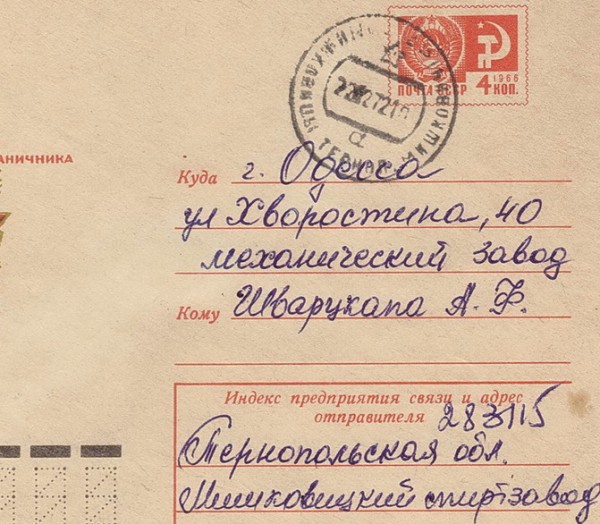 ПОЧТА СССР 1966 4 КОП.
АНИЧНИКА
Куда г. Одесса
ул Хворостина, 40
механический завод
Кому Шварцкапа А. Ф.
Индекс предприятия связи и адрес
отправителя 283115
Тернопольская обл.
Мишковицкий спиртзавод